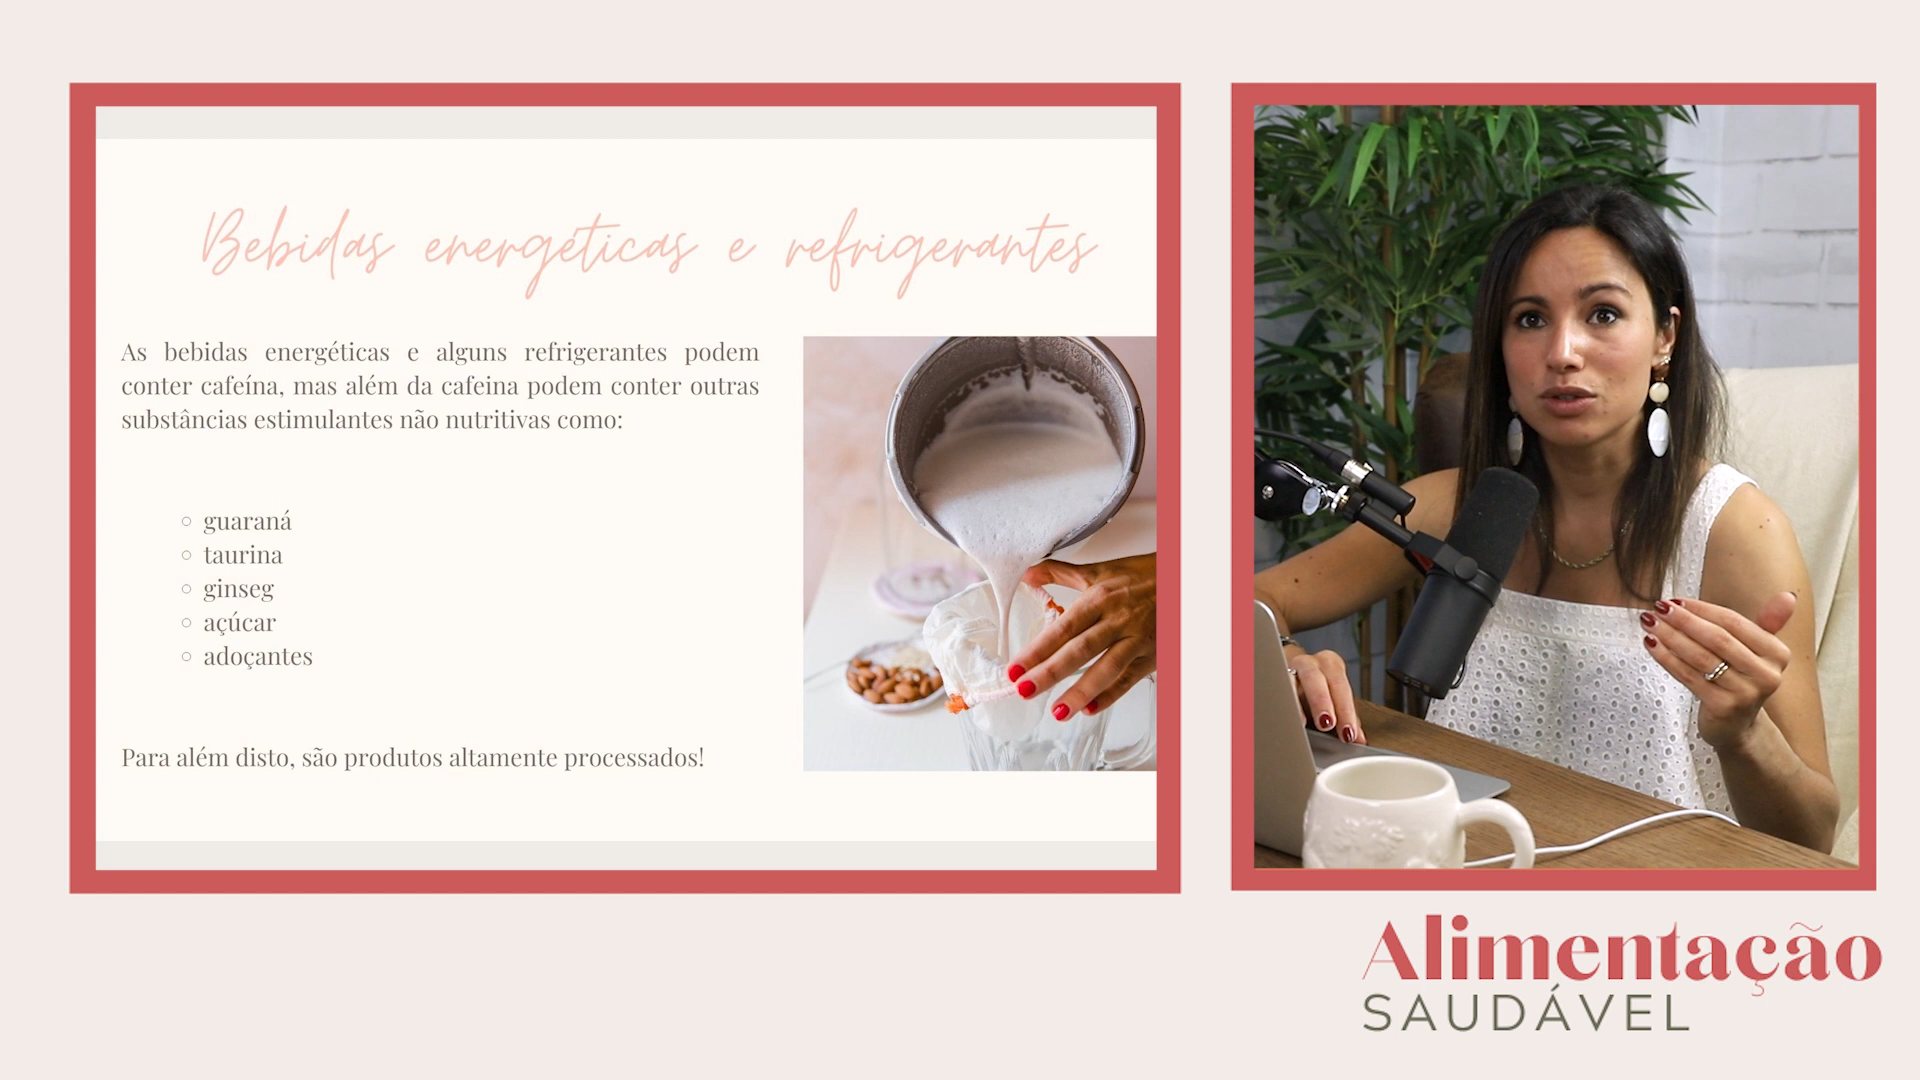 Bebidas energéticas e refrigerantes
As bebidas energéticas e alguns refrigerantes podem
conter cafeína, mas além da cafeina podem conter outras
substâncias estimulantes não nutritivas como:
guaraná
taurina
ginseg
açúcar
adoçantes
Para além disto, são produtos altamente processados!
Alimentação
SAUDÁVEL